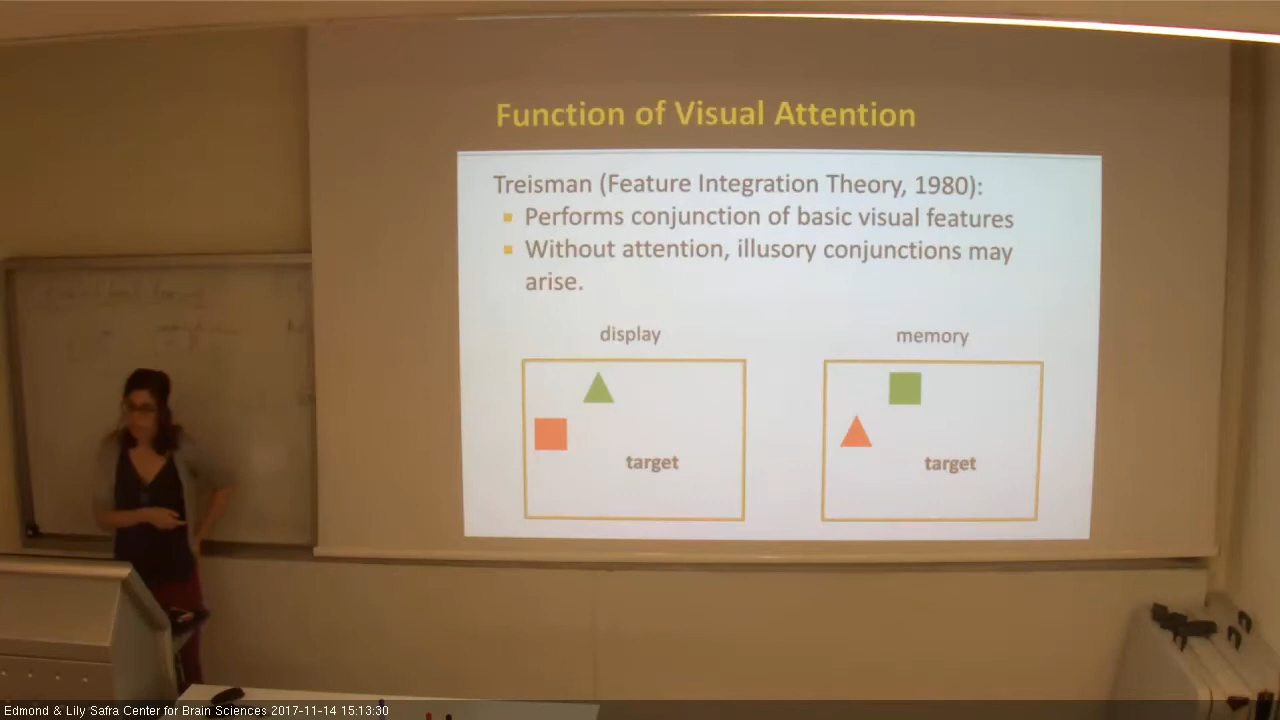 Function of Visual Attention
Treisman (Feature Integration Theory, 1980):
Performs conjunction of basic visual features
Without attention, illusory conjunctions may
arise.
display
memory
target
target
Edmond & Lily Safra Center for Brain Sciences 2017-11-14 15:13:30